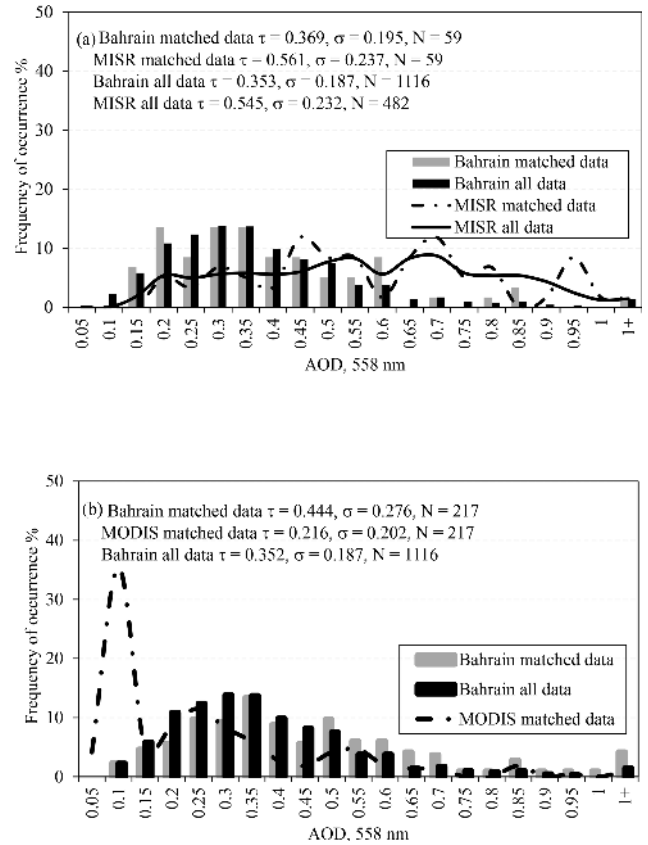 (a) Bahrain matched data τ = 0.369, σ = 0.195, N = 59
MISR matched data τ = 0.561, σ = 0.237, N = 59
Bahrain all data τ = 0.353, σ = 0.187, N = 1116
MISR all data τ = 0.545, σ = 0.232, N = 482
Frequency of occurrence %
50
40
30
20
10
0
Bahrain matched data
Bahrain all data
MISR matched data
MISR all data
0.05 0.1 0.15 0.2 0.25 0.3 0.35 0.4 0.45 0.5 0.55 0.6 0.65 0.7 0.75 0.8 0.85 0.9 0.95 1 1+
AOD, 558 nm
(b) Bahrain matched data τ = 0.444, σ = 0.276, N = 217
MODIS matched data τ = 0.216, σ = 0.202, N = 217
Bahrain all data τ = 0.352, σ = 0.187, N = 1116
Frequency of occurrence %
50
40
30
20
10
0
Bahrain matched data
Bahrain all data
MODIS matched data
0.05 0.1 0.15 0.2 0.25 0.3 0.35 0.4 0.45 0.5 0.55 0.6 0.65 0.7 0.75 0.8 0.85 0.9 0.95 1 1+
AOD, 558 nm